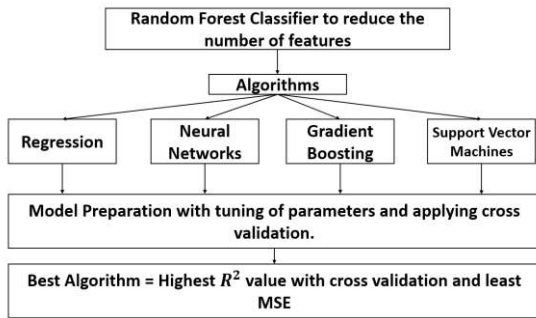 Random Forest Classifier to reduce the
number of features
Algorithms
Regression
Neural
Networks
Gradient
Boosting
Support Vector
Machines
Model Preparation with tuning of parameters and applying cross
validation.
Best Algorithm = Highest R² value with cross validation and least
MSE